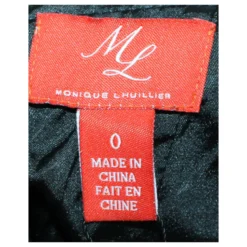 ML
MONIQUE LHUILLIER
0
MADE IN
CHINA
FAIT EN
CHINE